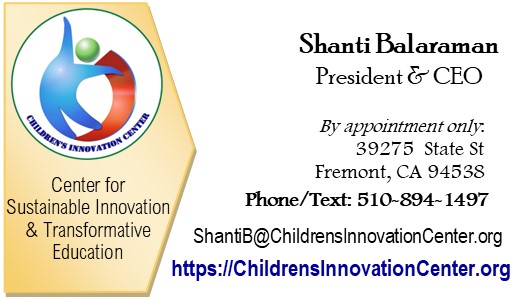 CHILDREN'S INNOVATION CENTER
Center for
Sustainable Innovation
& Transformative
Education
Shanti Balaraman
President & CEO
By appointment only:
39275 State St
Fremont, CA 94538
Phone/Text: 510-894-1497
ShantiB@ChildrensInnovationCenter.org
https://ChildrensInnovationCenter.org